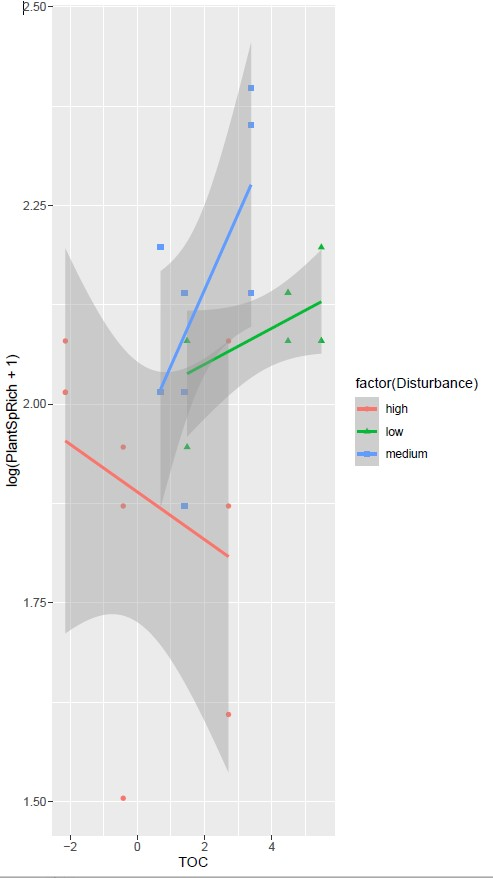 2.50
2.25
2.00
1.75
1.50
log(PlantSpRich + 1)
−2 0 2 4
TOC
factor(Disturbance)
high
low
medium